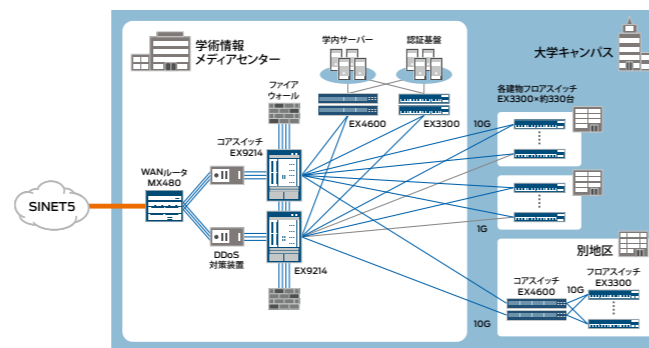 学術情報
メディアセンター
学内サーバー
認証基盤
大学キャンパス
ファイア
ウォール
EX4600
EX3300
各建物フロアスイッチ
EX3300×約330台
10G
コアスイッチ
EX9214
WANルータ
MX480
SINET5
DDoS
対策装置
EX9214
1G
別地区
コアスイッチ
EX4600
フロアスイッチ
EX3300
10G
10G